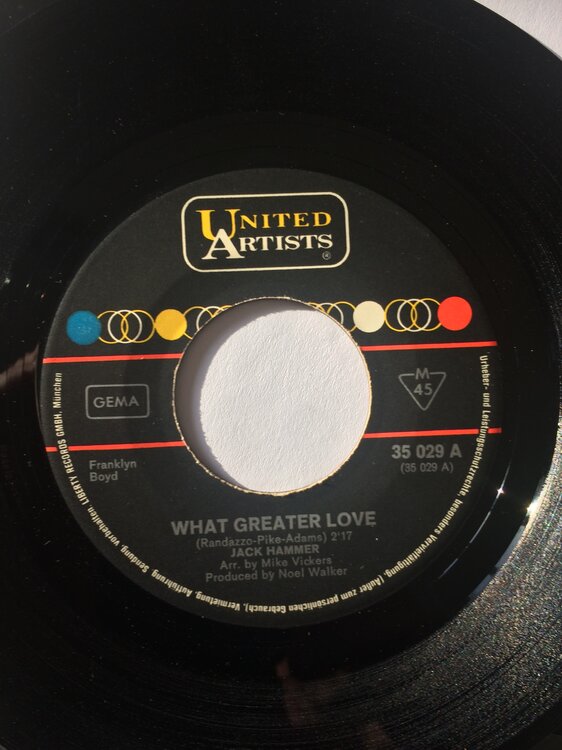 UNITED
ARTISTS
®
GEMA
M
45
35 029 A
(35 029 A)
Franklyn
Boyd
WHAT GREATER LOVE
(Randazzo-Pike-Adams) 2'17
JACK HAMMER
Arr. by Mike Vickers
Produced by Noel Walker
Urheber- und Leistungsschutzrechte, besonders Vervielfältigung, (Außer zum persönlichen Gebrauch), Vermietung, Aufführung, Sendung, vorbehalten. LIBERTY RECORDS GMBH, München